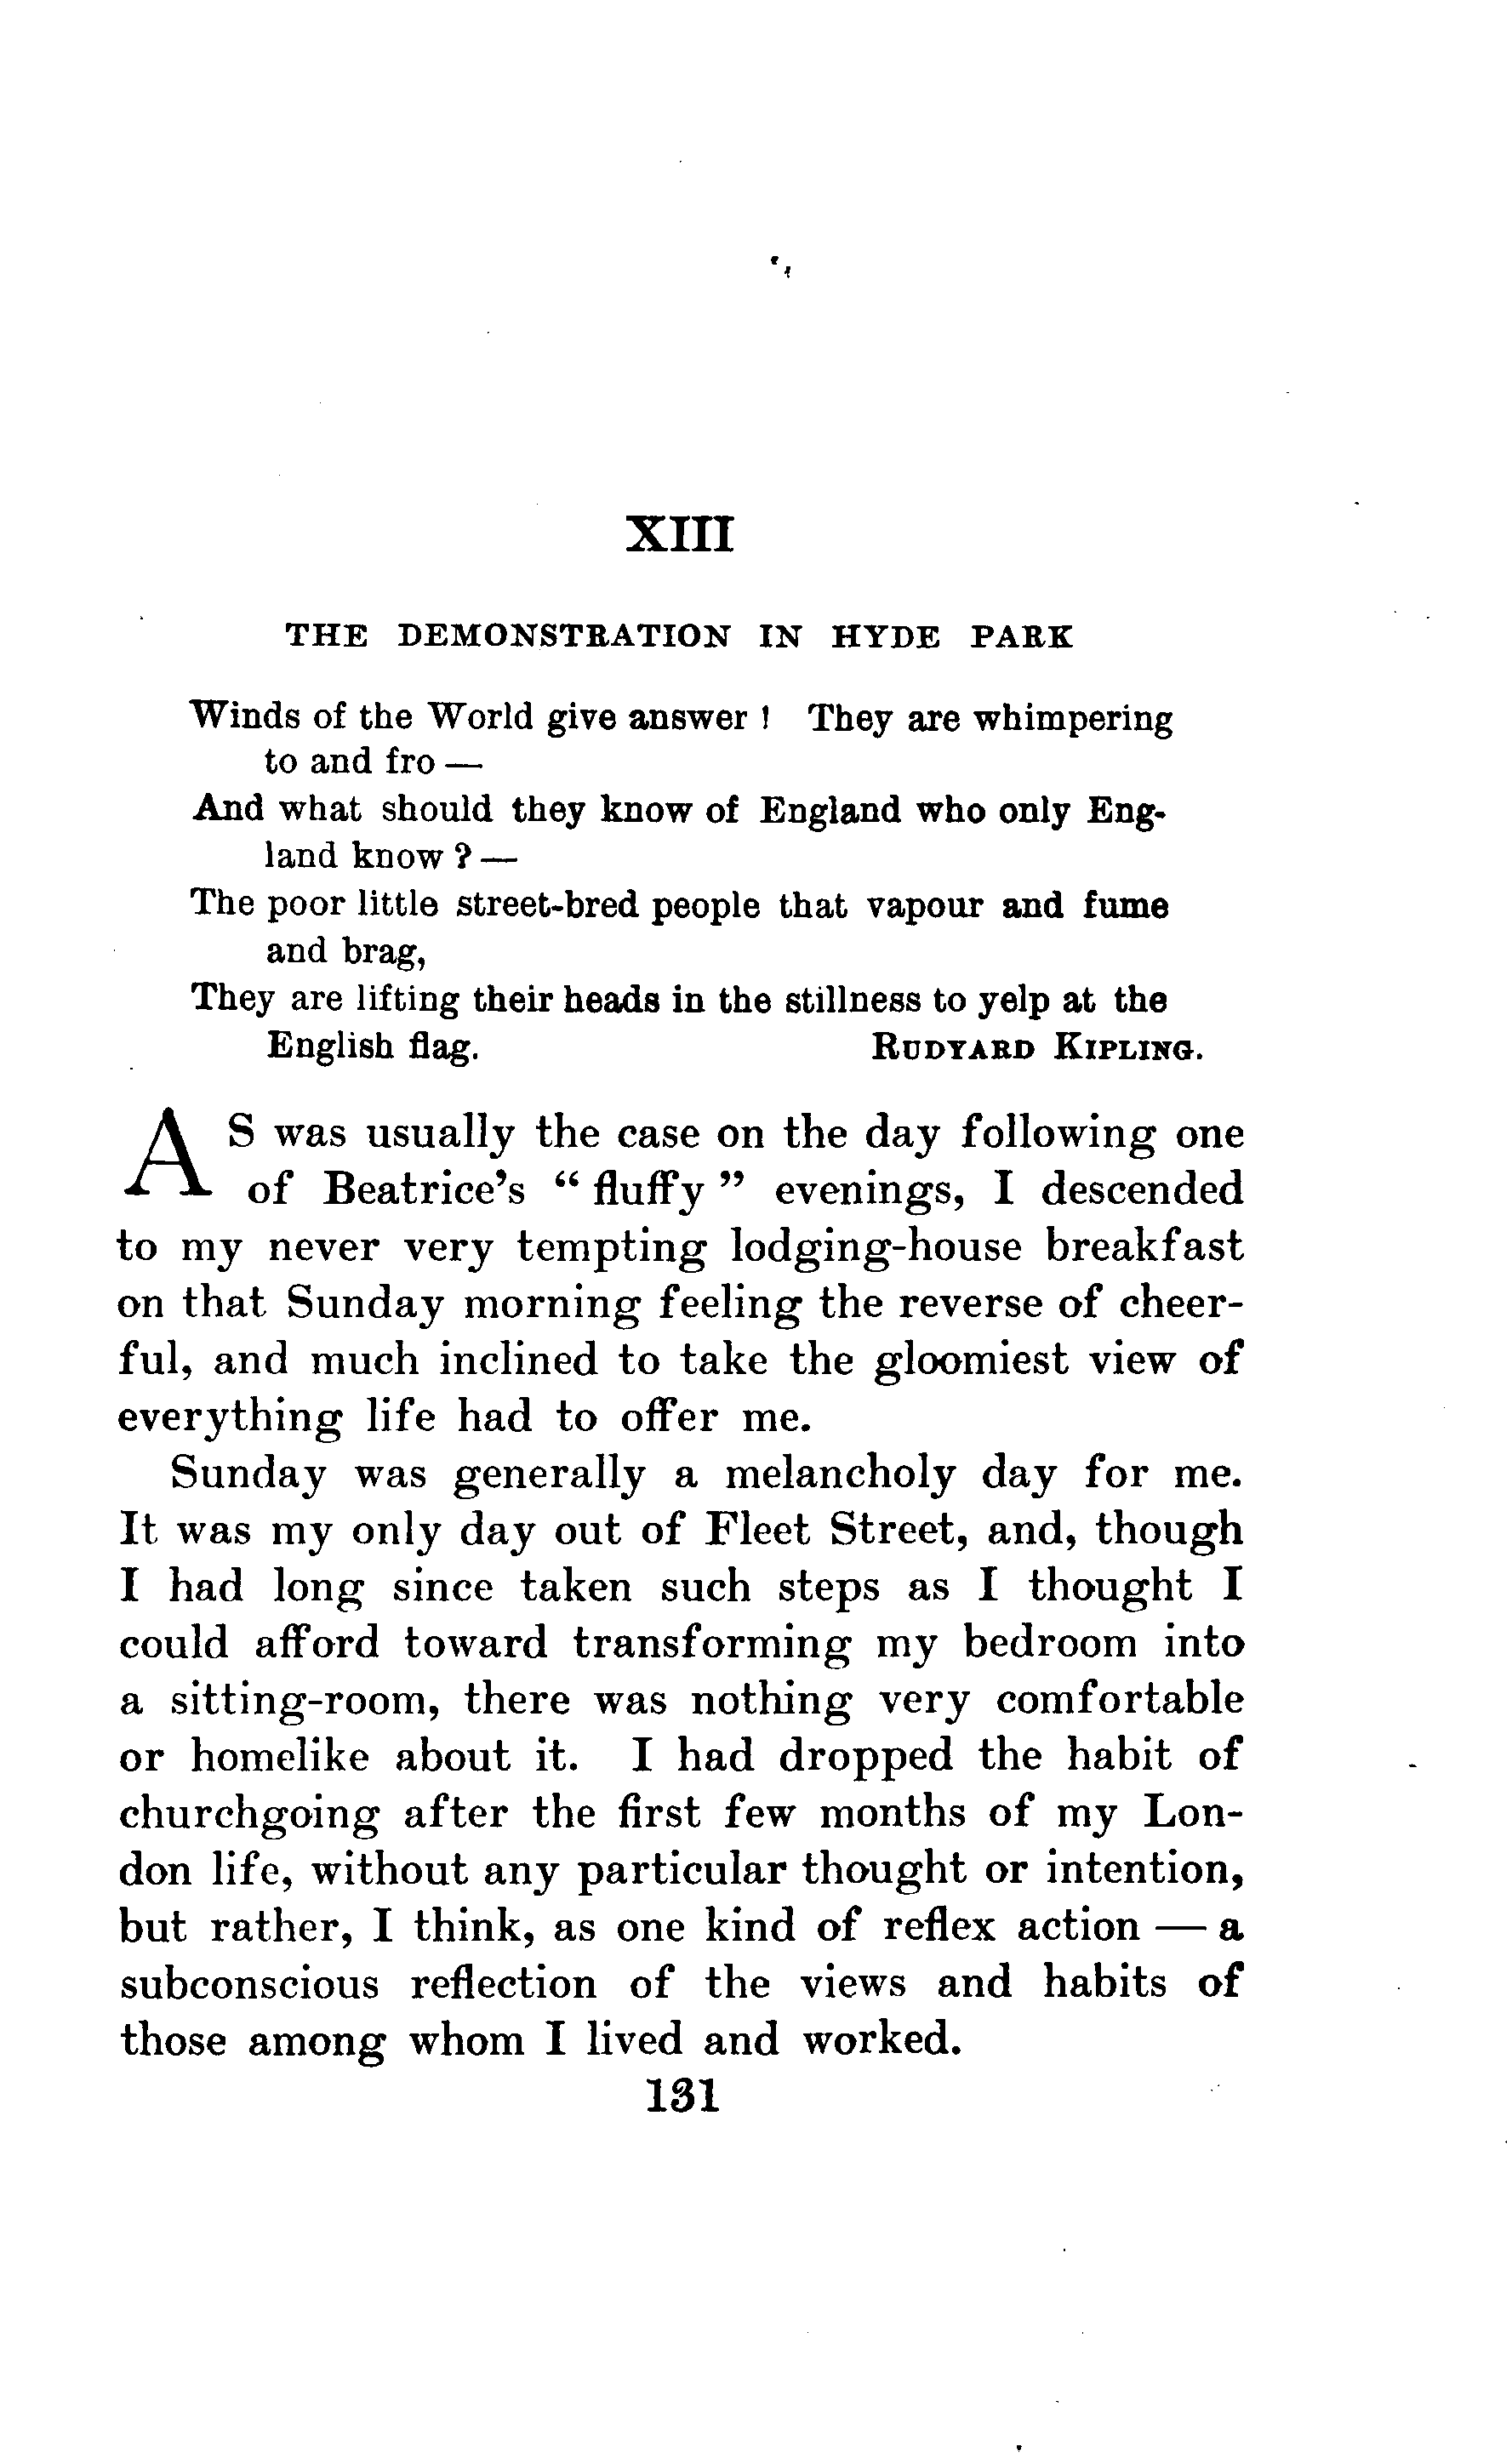 XIII
THE DEMONSTRATION IN HYDE PARK
Winds of the World give answer! They are whimpering
to and fro —
And what should they know of England who only Eng-
land know? —
The poor little street-bred people that vapour and fume
and brag,
They are lifting their heads in the stillness to yelp at the
English flag. RUDYARD KIPLING.
AS was usually the case on the day following one
of Beatrice's "fluffy" evenings, I descended
to my never very tempting lodging-house breakfast
on that Sunday morning feeling the reverse of cheer-
ful, and much inclined to take the gloomiest view of
everything life had to offer me.
Sunday was generally a melancholy day for me.
It was my only day out of Fleet Street, and, though
I had long since taken such steps as I thought I
could afford toward transforming my bedroom into
a sitting-room, there was nothing very comfortable
or homelike about it. I had dropped the habit of
churchgoing after the first few months of my Lon-
don life, without any particular thought or intention,
but rather, I think, as one kind of reflex action — a
subconscious reflection of the views and habits of
those among whom I lived and worked.
131